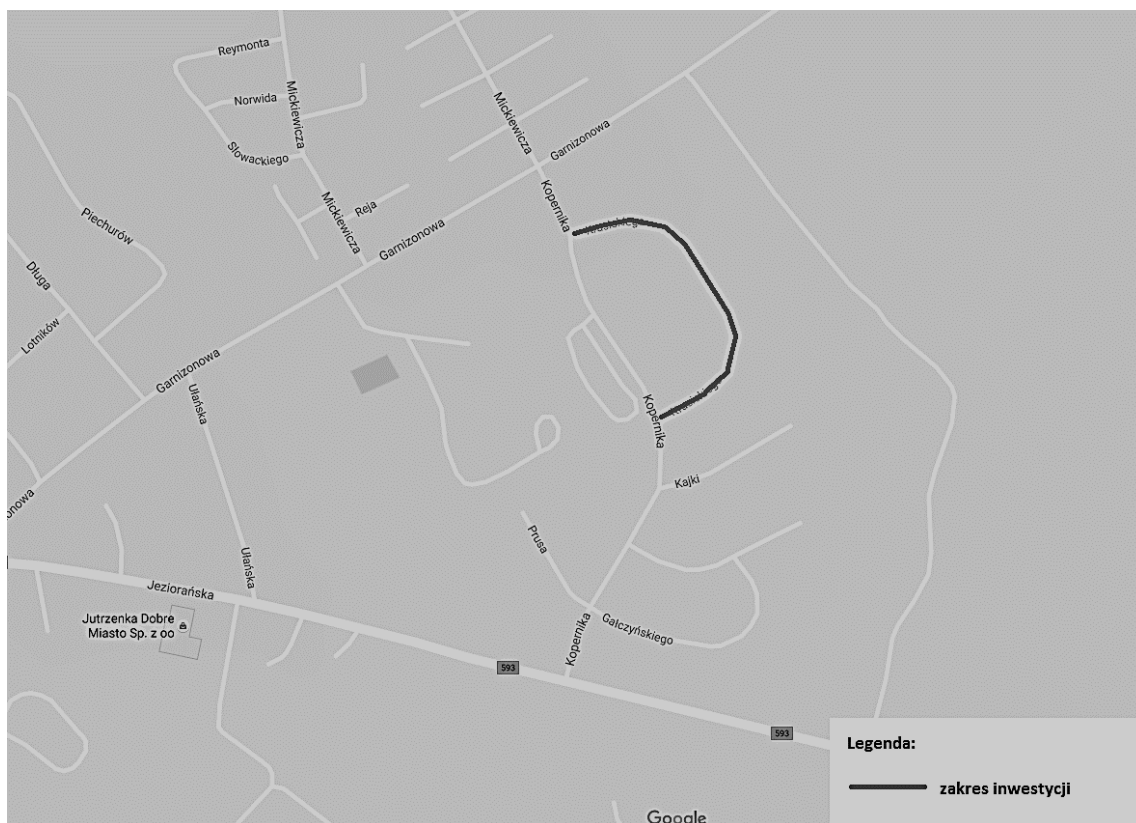 Reymonta
Norwida
Mickiewicza
Słowackiego
Mickiewicza
Reja
Mickiewicza
Garnizonowa
Kopernika
Piechurów
Garnizonowa
Długa
Lotników
Garnizonowa
Ułańska
Kopernika
Kajki
onowa
Prusa
Ułańska
Jeziorańska
Jutrzenka Dobre
Miasto Sp. z oo
Gałczyńskiego
Kopernika
593
593
Legenda:
zakres inwestycji
Google